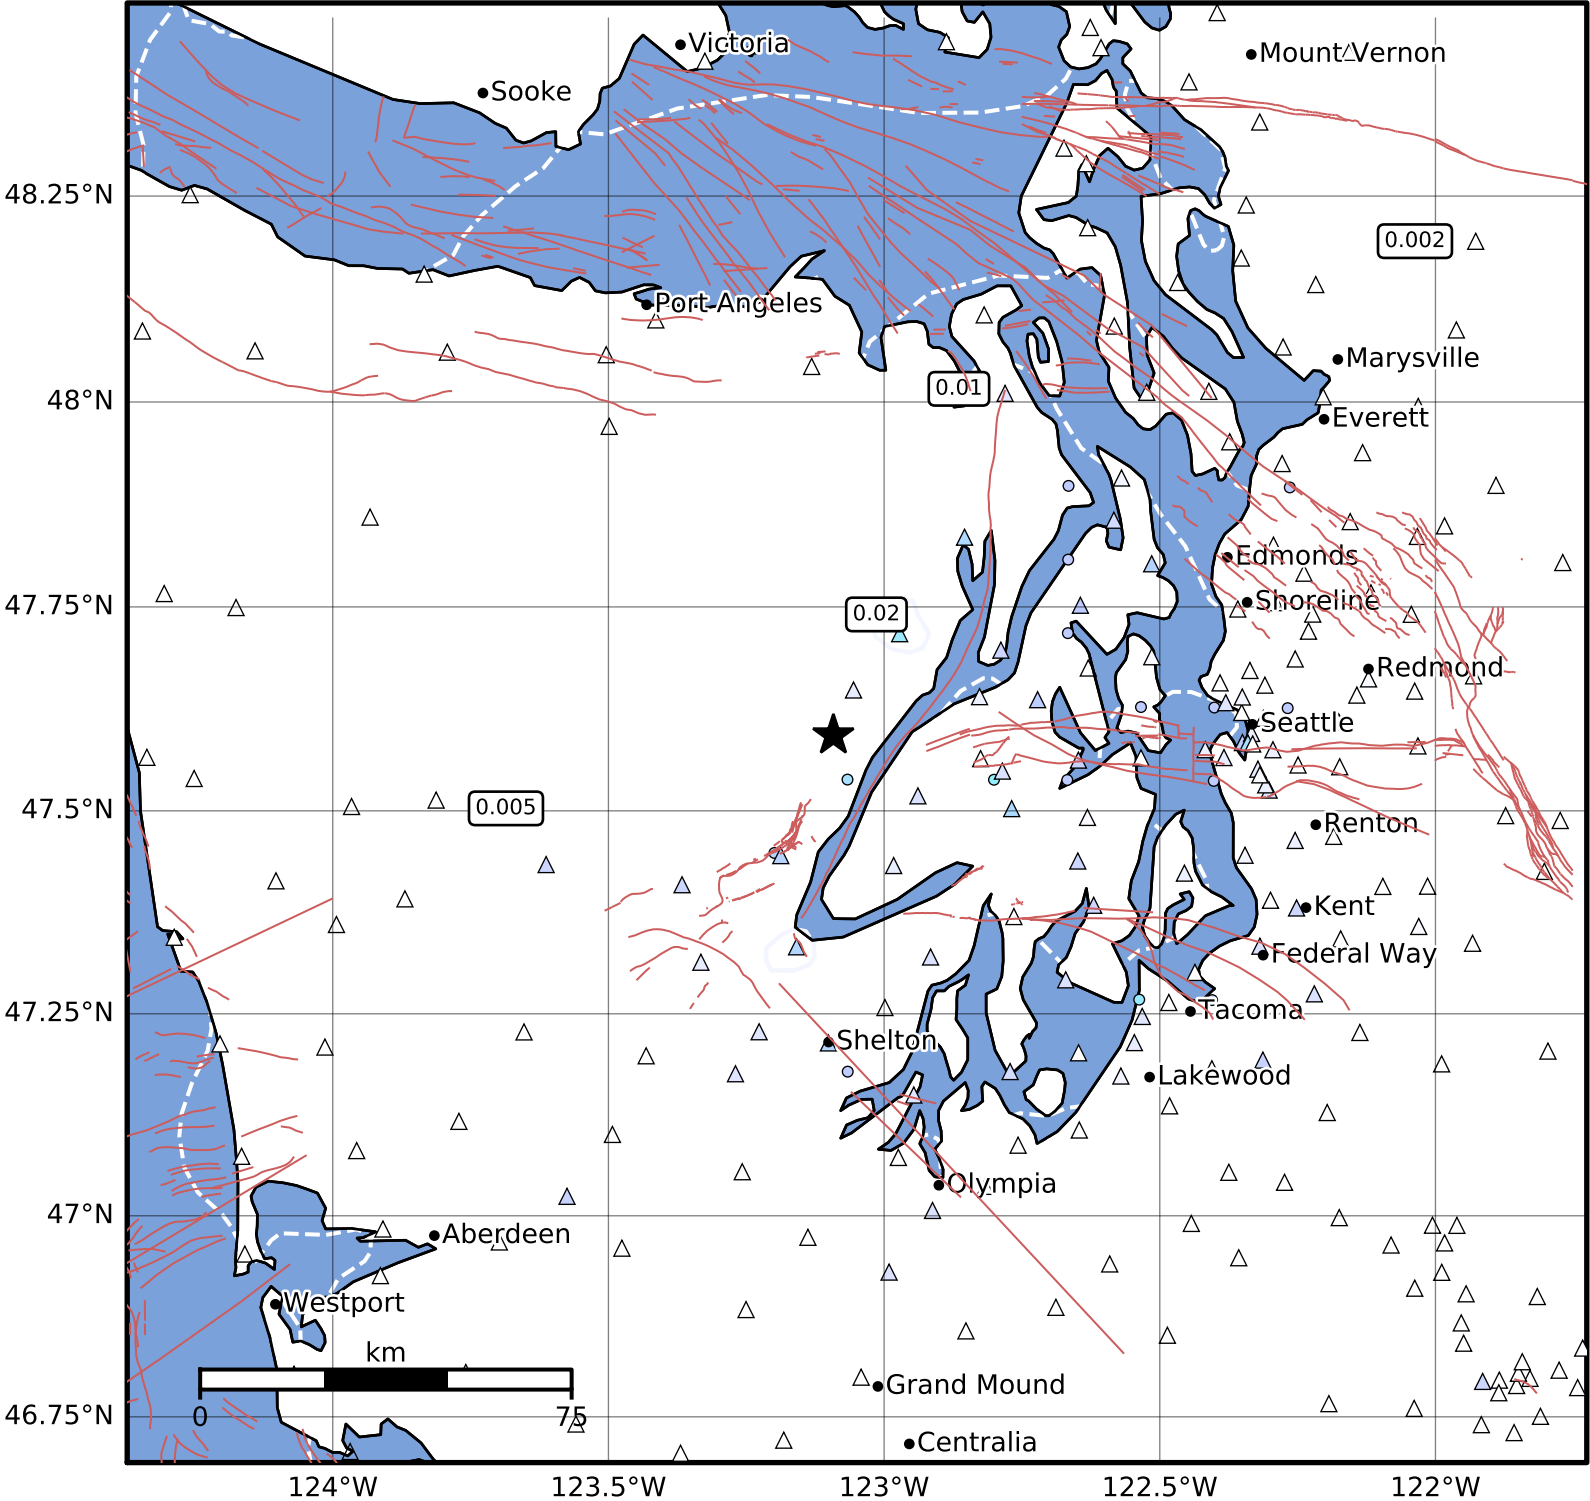 Victoria
Mount Vernon
Sooke
48.25°N
0.002
Port Angeles
Marysville
48°N
0.01
Everett
Edmonds
47.75°N
Shoreline
0.02
Redmond
Seattle
47.5°N
0.005
Renton
Kent
Federal Way
47.25°N
Tacoma
Shelton
Lakewood
Olympia
47°N
Aberdeen
Westport
km
Grand Mound
0
75
46.75°N
Centralia
124°W
123.5°W
123°W
122.5°W
122°W